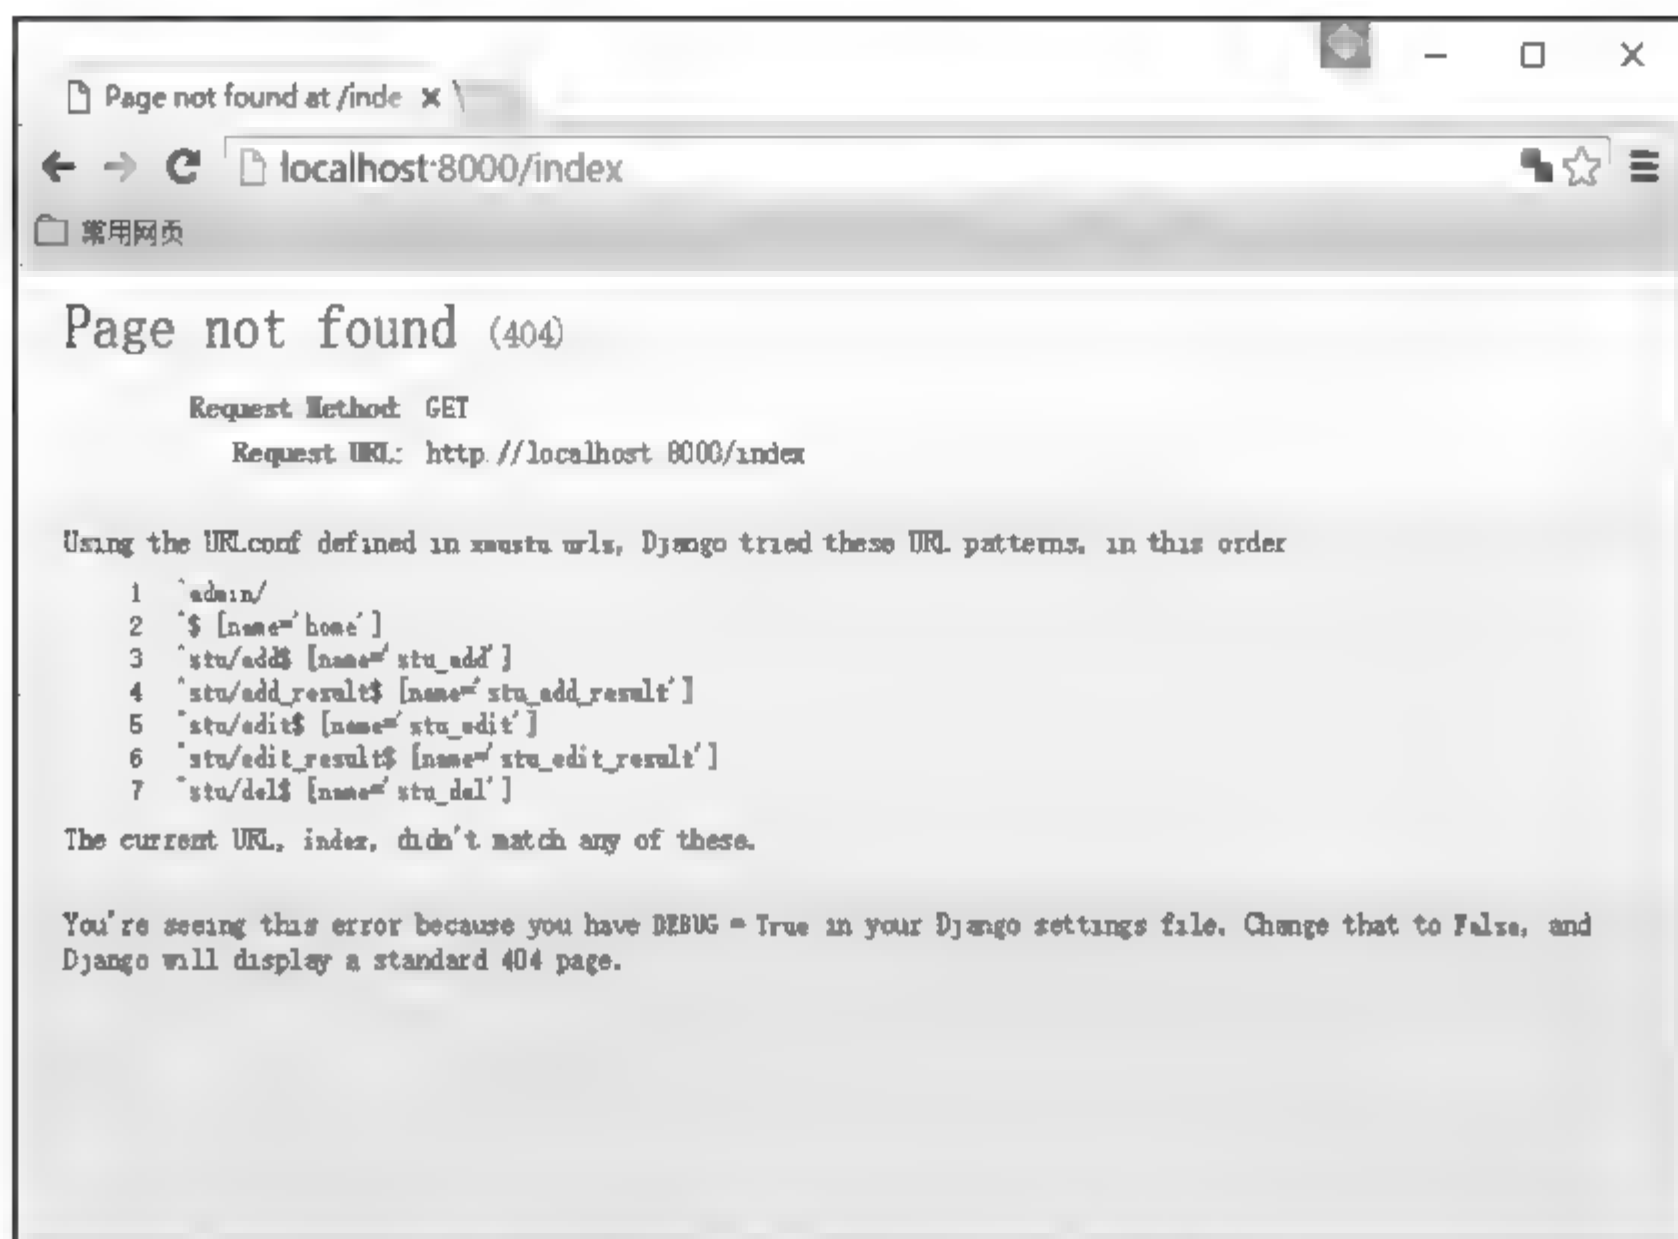 Page not found at /inde
localhost:8000/index
常用网页
Page not found (404)
Request Method: GET
Request URL: http://localhost 8000/index
Using the URLconf defined in urls, Django tried these URL patterns, in this order
1 ^admin/
2 ^$ [name='home']
3 ^stu/add$ [name='stu_add']
4 ^stu/add_result$ [name='stu_add_result']
5 ^stu/edit$ [name='stu_edit']
6 ^stu/edit_result$ [name='stu_edit_result']
7 ^stu/del$ [name='stu_del']
The current URL, index, didn't match any of these.
You're seeing this error because you have DEBUG = True in your Django settings file. Change that to False, and
Django will display a standard 404 page.